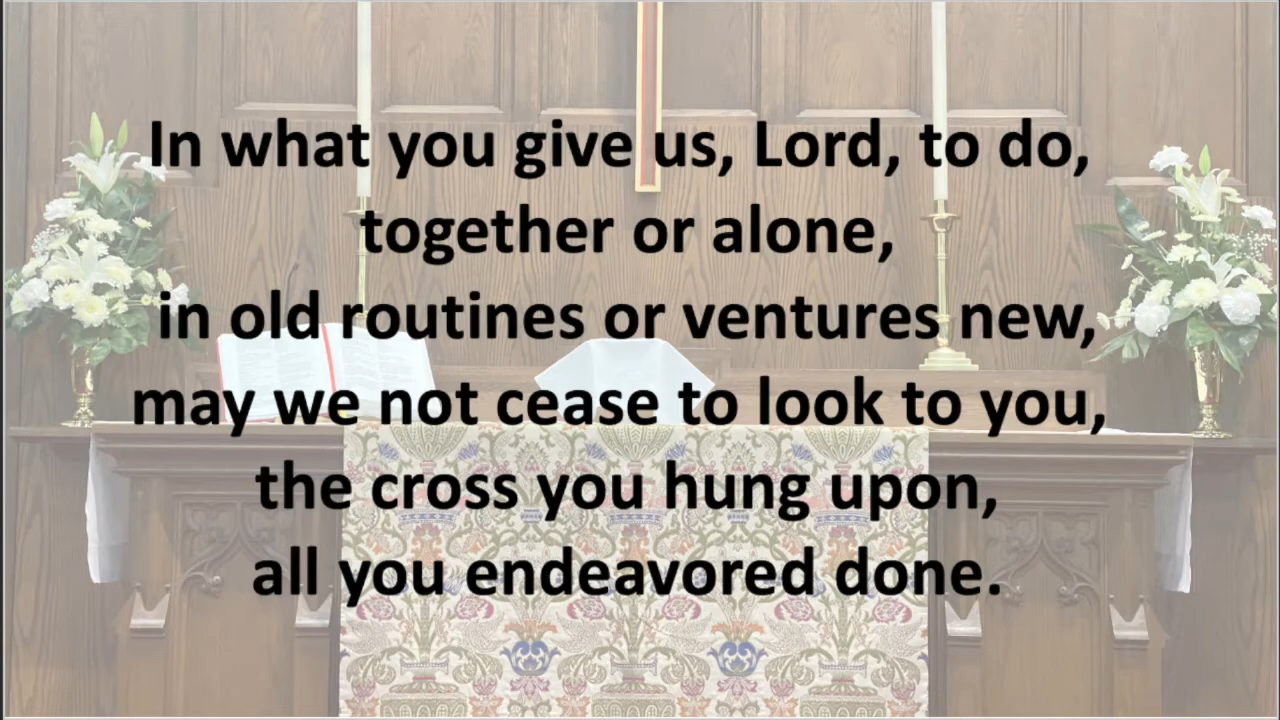 In what you give us, Lord, to do,
together or alone,
in old routines or ventures new,
may we not cease to look to you,
the cross you hung upon,
all you endeavored done.